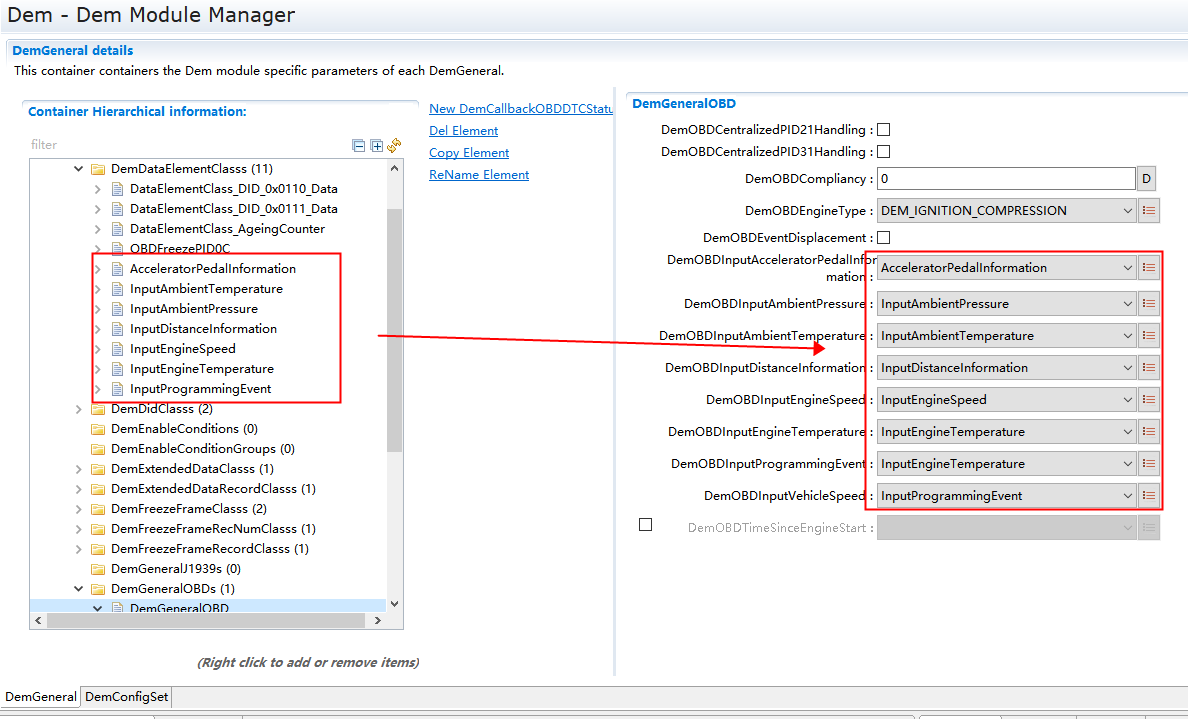 Dem - Dem Module Manager
DemGeneral details
This container containers the Dem module specific parameters of each DemGeneral.
Container Hierarchical information:
filter
DemDataElementClasss (11)
DataElementClass_DID_0x0110_Data
DataElementClass_DID_0x0111_Data
DataElementClass_AgeingCounter
OBDFreezePID0C
AcceleratorPedalInformation
InputAmbientTemperature
InputAmbientPressure
InputDistanceInformation
InputEngineSpeed
InputEngineTemperature
InputProgrammingEvent
DemDidClasss (2)
DemEnableConditions (0)
DemEnableConditionGroups (0)
DemExtendedDataClasss (1)
DemExtendedDataRecordClasss (1)
DemFreezeFrameClasss (2)
DemFreezeFrameRecNumClasss (1)
DemFreezeFrameRecordClasss (1)
DemGeneralJ1939s (0)
DemGeneralOBDs (1)
DemGeneralOBD
(Right click to add or remove items)
New DemCallbackOBDDTCStatu
Del Element
Copy Element
ReName Element
DemGeneralOBD
DemOBDCentralizedPID21Handling :
DemOBDCentralizedPID31Handling :
DemOBDCompliancy : 0 D
DemOBDEngineType : DEM_IGNITION_COMPRESSION
DemOBDEventDisplacement :
DemOBDInputAcceleratorPedalInfor
mation : AcceleratorPedalInformation
DemOBDInputAmbientPressure : InputAmbientPressure
DemOBDInputAmbientTemperature : InputAmbientTemperature
DemOBDInputDistanceInformation : InputDistanceInformation
DemOBDInputEngineSpeed : InputEngineSpeed
DemOBDInputEngineTemperature : InputEngineTemperature
DemOBDInputProgrammingEvent : InputEngineTemperature
DemOBDInputVehicleSpeed : InputProgrammingEvent
DemOBDTimeSinceEngineStart :
DemGeneral DemConfigSet